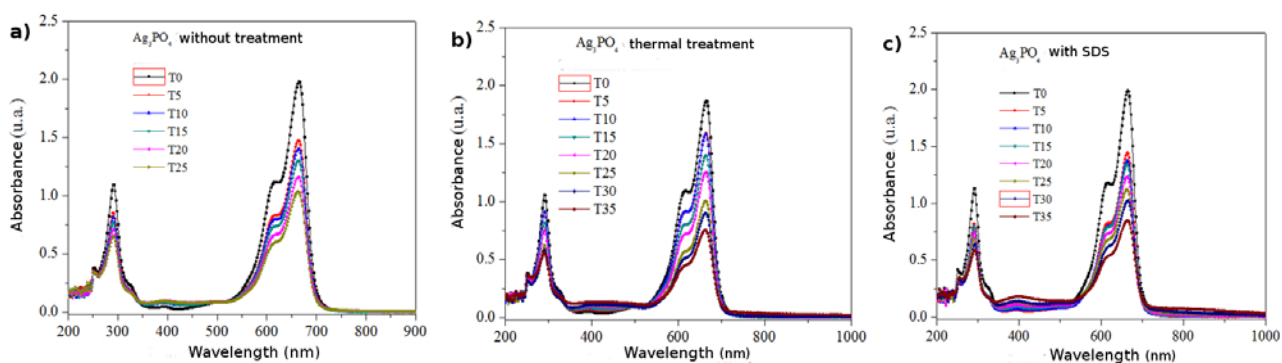 a)
Ag3PO4 without treatment
T0
T5
T10
T15
T20
T25
Absorbance (u.a.)
2.5
2.0
1.5
1.0
0.5
0.0
200 300 400 500 600 700 800 900
Wavelength (nm)
b)
Ag3PO4 thermal treatment
T0
T5
T10
T15
T20
T25
T30
T35
Absorbance (u.a.)
2.5
2.0
1.5
1.0
0.5
0.0
200 400 600 800 1000
Wavelength (nm)
c)
Ag3PO4 with SDS
T0
T5
T10
T15
T20
T25
T30
T35
Absorbance (u.a.)
2.5
2.0
1.5
1.0
0.5
0.0
200 400 600 800 1000
Wavelength (nm)